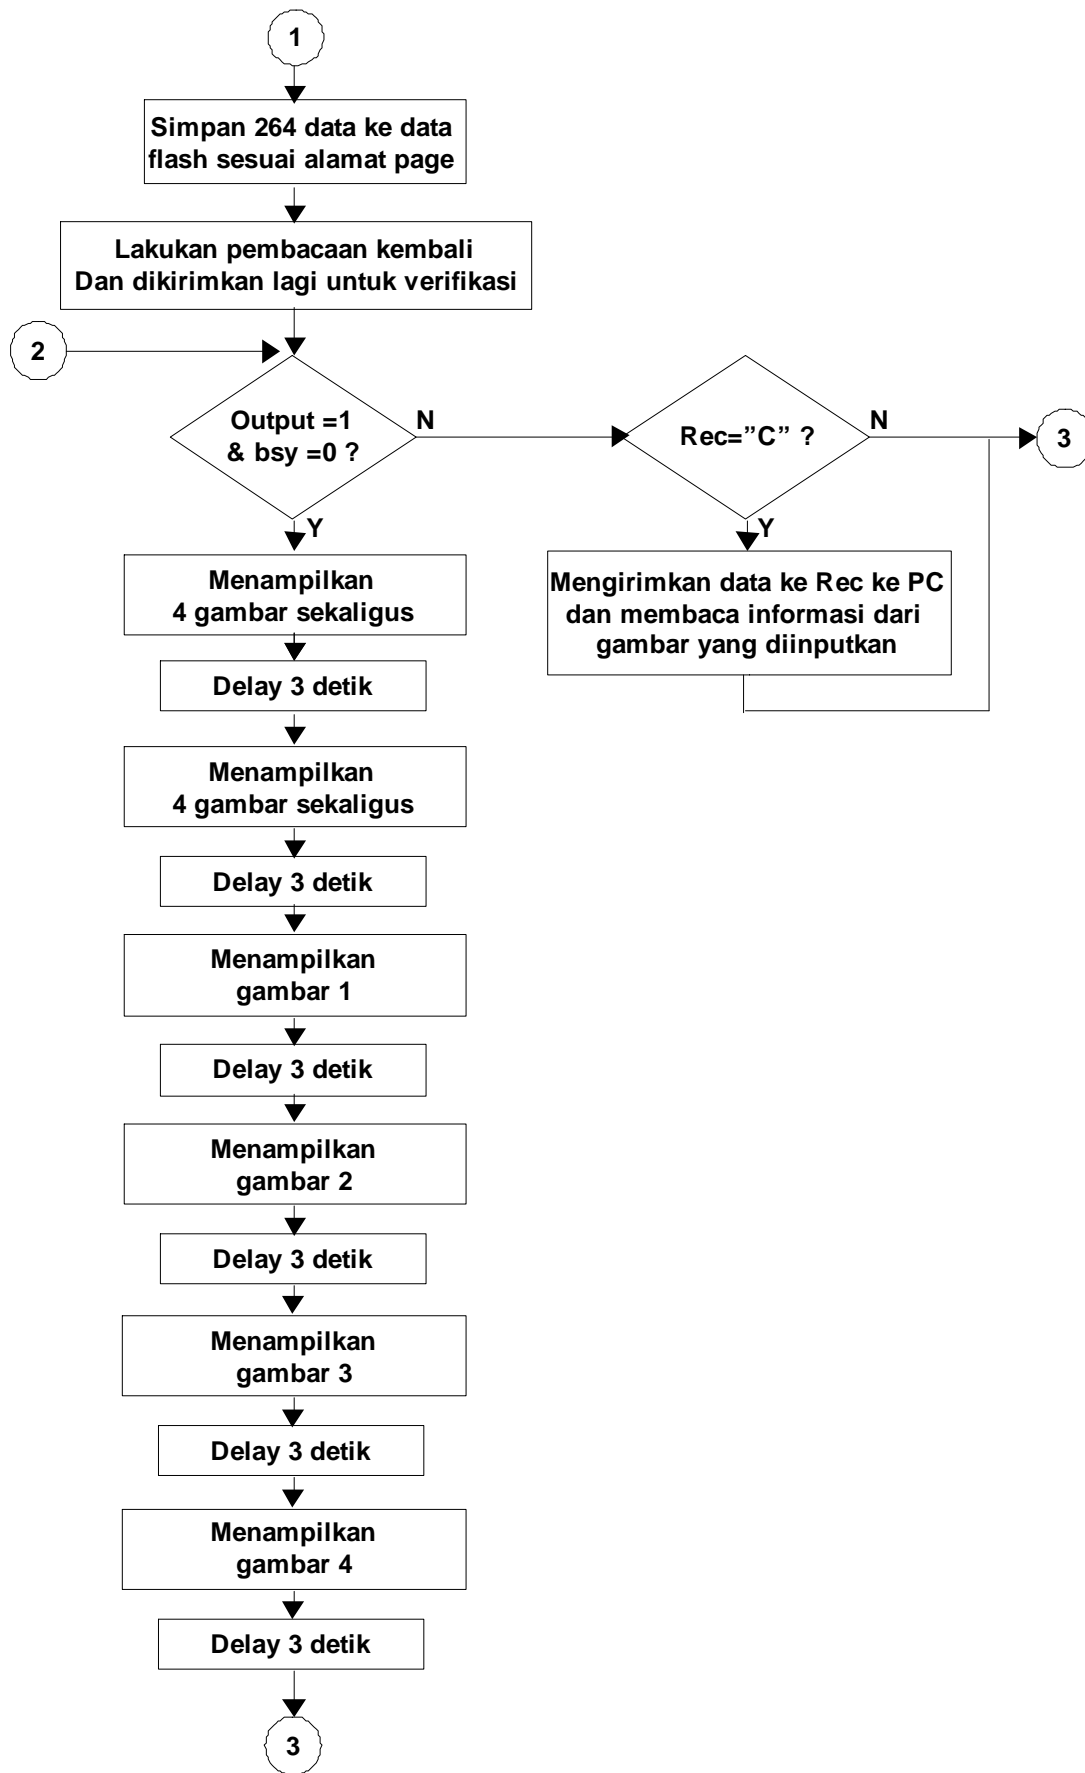 1
Simpan 264 data ke data
flash sesuai alamat page
Lakukan pembacaan kembali
Dan dikirimkan lagi untuk verifikasi
2
Output =1
& bsy =0 ?
N
Rec=”C” ?
N
3
Y
Y
Mengirimkan data ke Rec ke PC
dan membaca informasi dari
gambar yang diinputkan
Menampilkan
4 gambar sekaligus
Delay 3 detik
Menampilkan
4 gambar sekaligus
Delay 3 detik
Menampilkan
gambar 1
Delay 3 detik
Menampilkan
gambar 2
Delay 3 detik
Menampilkan
gambar 3
Delay 3 detik
Menampilkan
gambar 4
Delay 3 detik
3